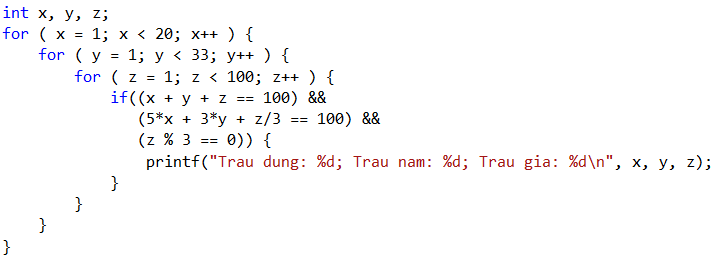 int x, y, z;
for ( x = 1; x < 20; x++ ) {
    for ( y = 1; y < 33; y++ ) {
        for ( z = 1; z < 100; z++ ) {
            if((x + y + z == 100) &&
               (5*x + 3*y + z/3 == 100) &&
               (z % 3 == 0)) {
                printf("Trau dung: %d; Trau nam: %d; Trau gia: %d\n", x, y, z);
            }
        }
    }
}